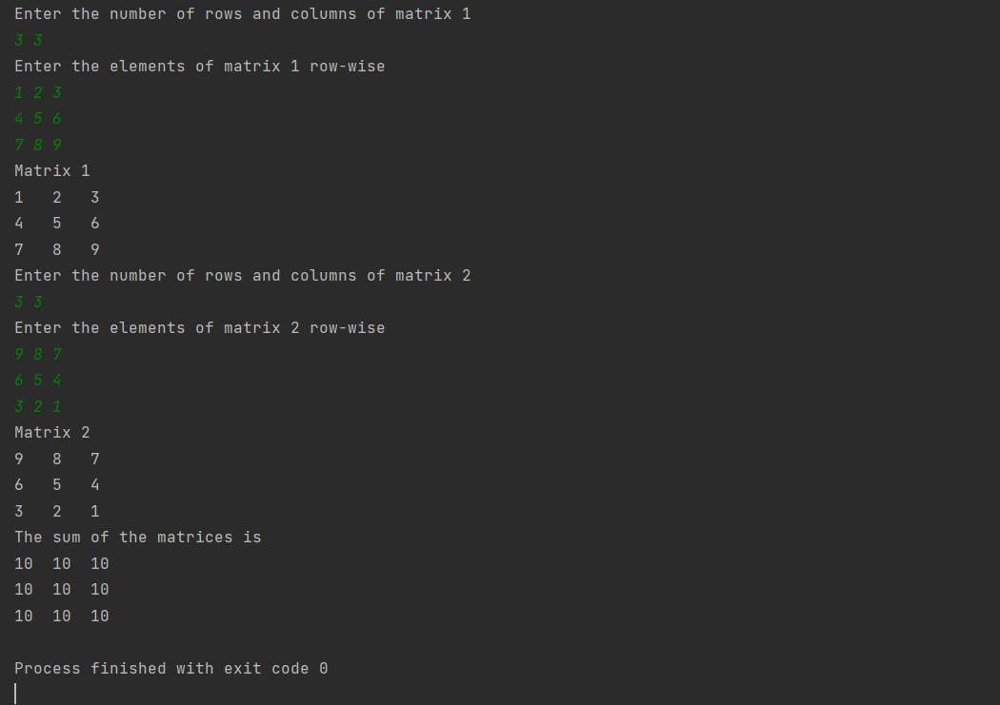 Enter the number of rows and columns of matrix 1
3 3
Enter the elements of matrix 1 row-wise
1 2 3
4 5 6
7 8 9
Matrix 1
1   2   3
4   5   6
7   8   9
Enter the number of rows and columns of matrix 2
3 3
Enter the elements of matrix 2 row-wise
9 8 7
6 5 4
3 2 1
Matrix 2
9   8   7
6   5   4
3   2   1
The sum of the matrices is
10  10  10
10  10  10
10  10  10
Process finished with exit code 0